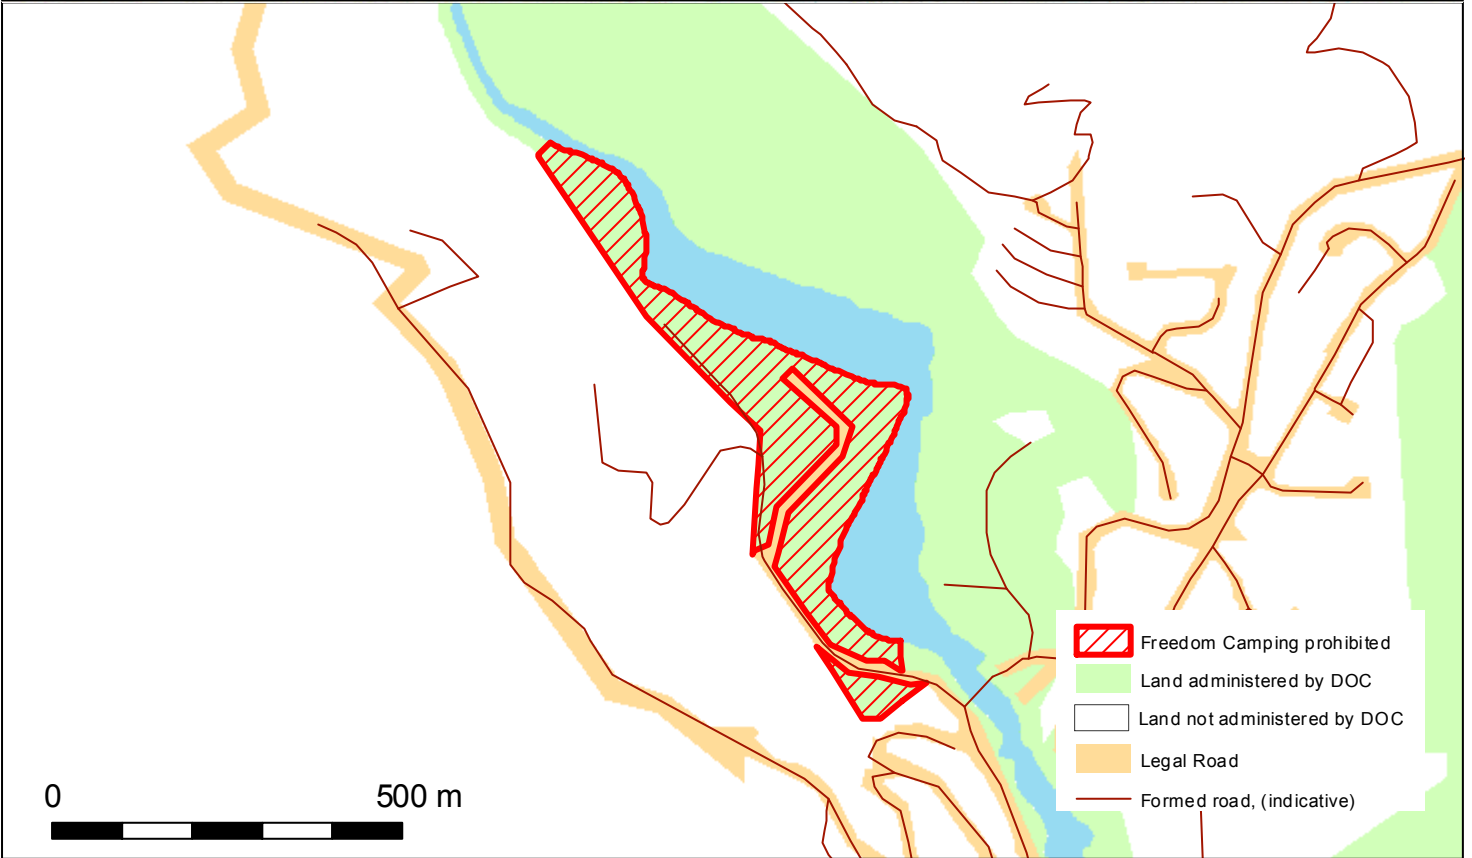 Freedom Camping prohibited
Land administered by DOC
Land not administered by DOC
Legal Road
Formed road, (indicative)
0 500 m